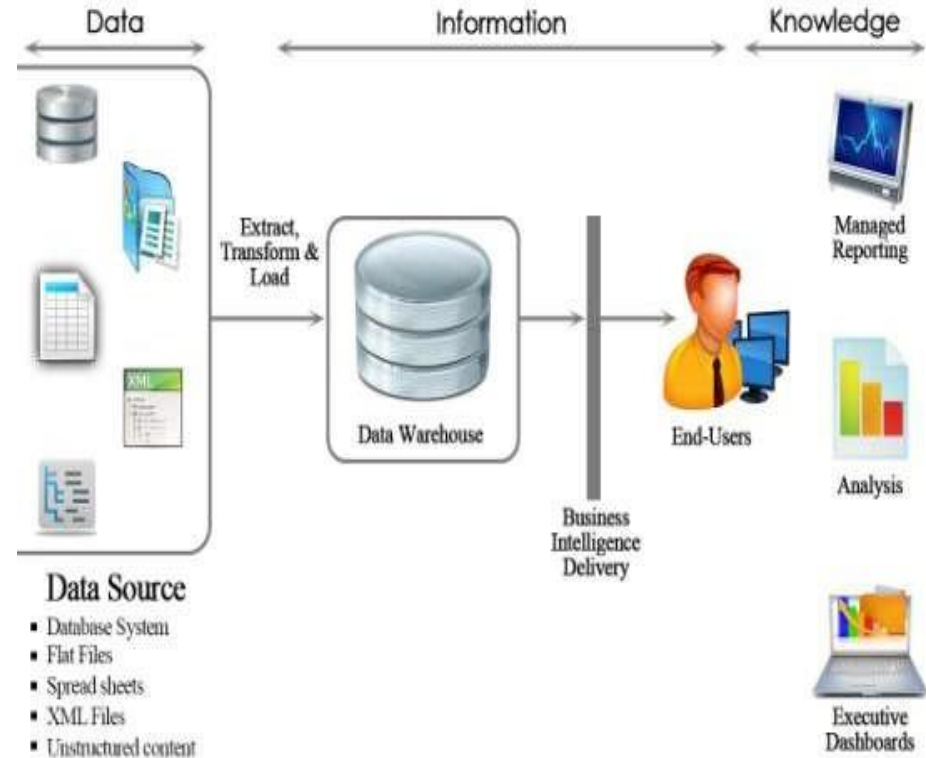 Data
Information
Knowledge
XML
Extract,
Transform &
Load
Data Warehouse
Business
Intelligence
Delivery
End-Users
Managed
Reporting
Analysis
Executive
Dashboards
Data Source
▪ Database System
▪ Flat Files
▪ Spread sheets
▪ XML Files
▪ Unstructured content